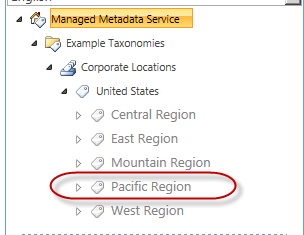 English
Managed Metadata Service
Example Taxonomies
Corporate Locations
United States
Central Region
East Region
Mountain Region
Pacific Region
West Region